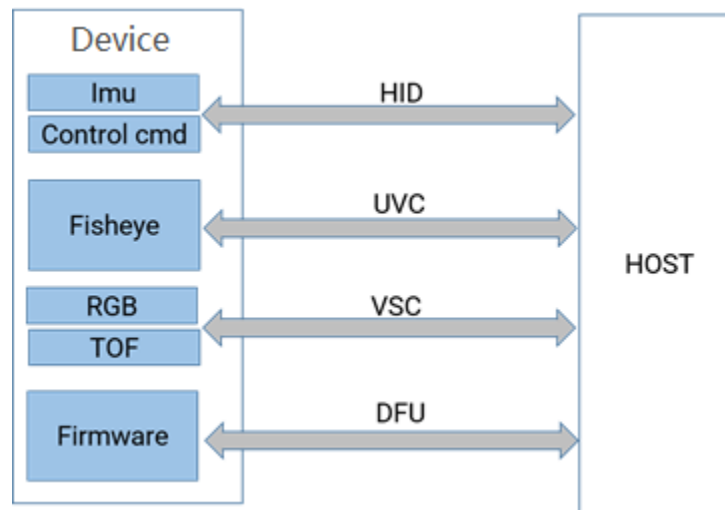 Device
Imu
HID
Control cmd
Fisheye
UVC
HOST
RGB
VSC
TOF
Firmware
DFU